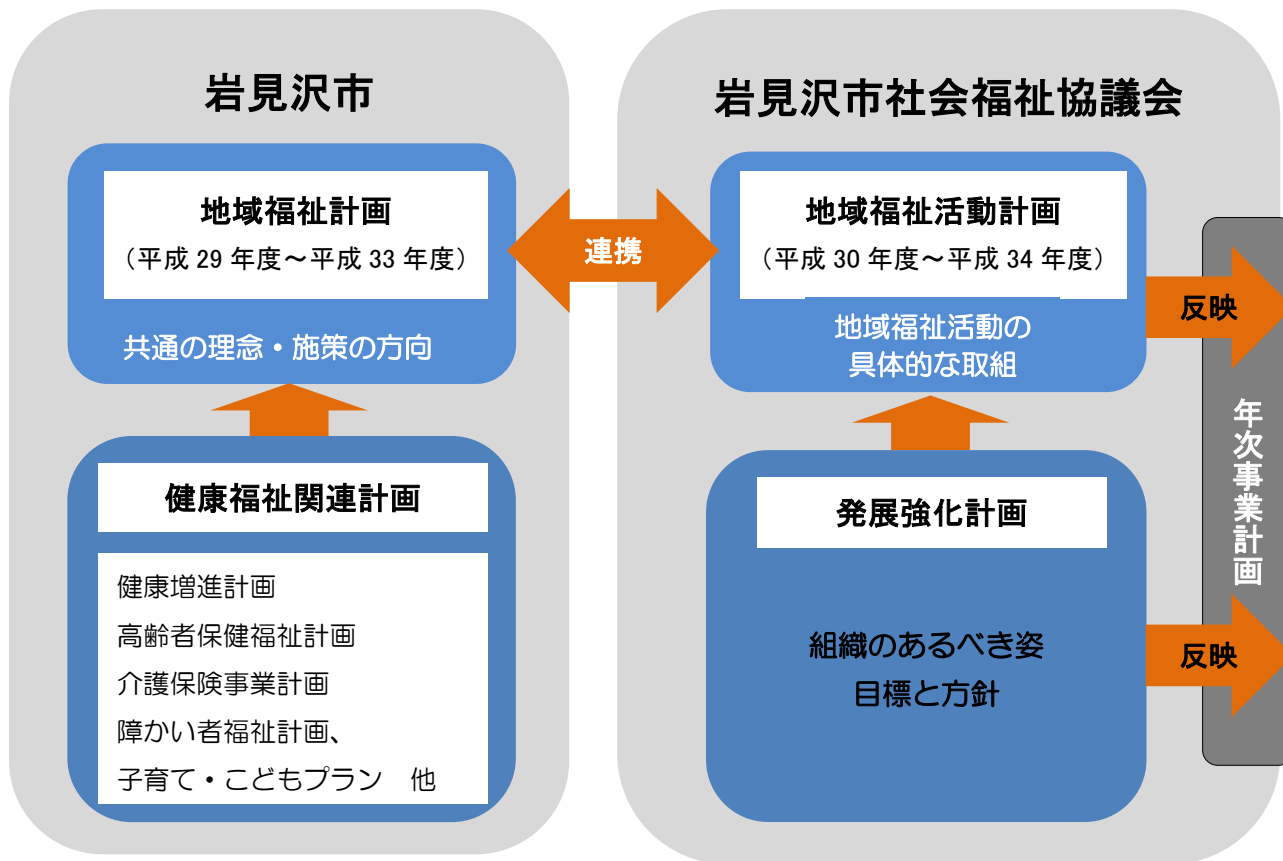 岩見沢市
地域福祉計画
（平成 29 年度～平成 33 年度）
共通の理念・施策の方向
健康福祉関連計画
健康増進計画
高齢者保健福祉計画
介護保険事業計画
障がい者福祉計画、
子育て・こどもプラン　他
連携
岩見沢市社会福祉協議会
地域福祉活動計画
（平成 30 年度～平成 34 年度）
地域福祉活動の
具体的な取組
発展強化計画
組織のあるべき姿
目標と方針
反映
年次事業計画
反映